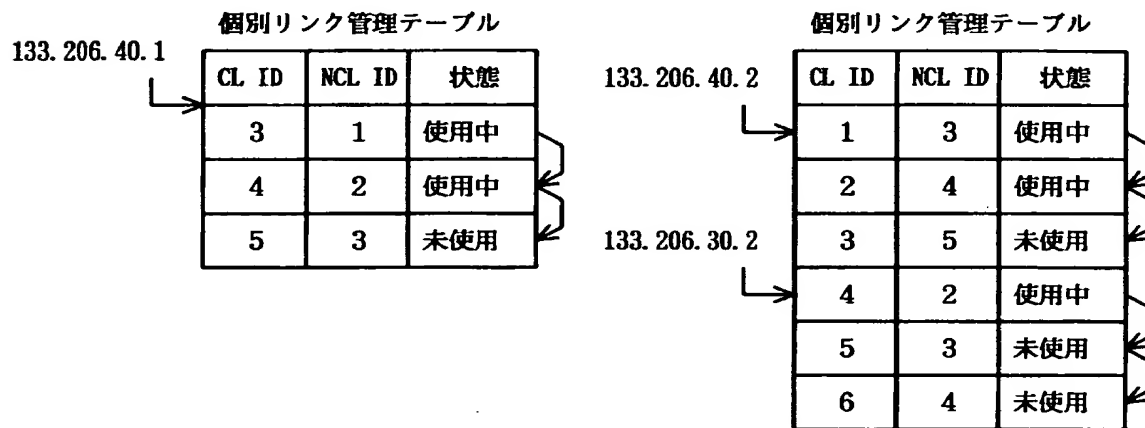 個別リンク管理テーブル
133.206.40.1
CL ID NCL ID 状態
3 1 使用中
4 2 使用中
5 3 未使用
個別リンク管理テーブル
133.206.40.2
CL ID NCL ID 状態
1 3 使用中
2 4 使用中
3 5 未使用
133.206.30.2
4 2 使用中
5 3 未使用
6 4 未使用